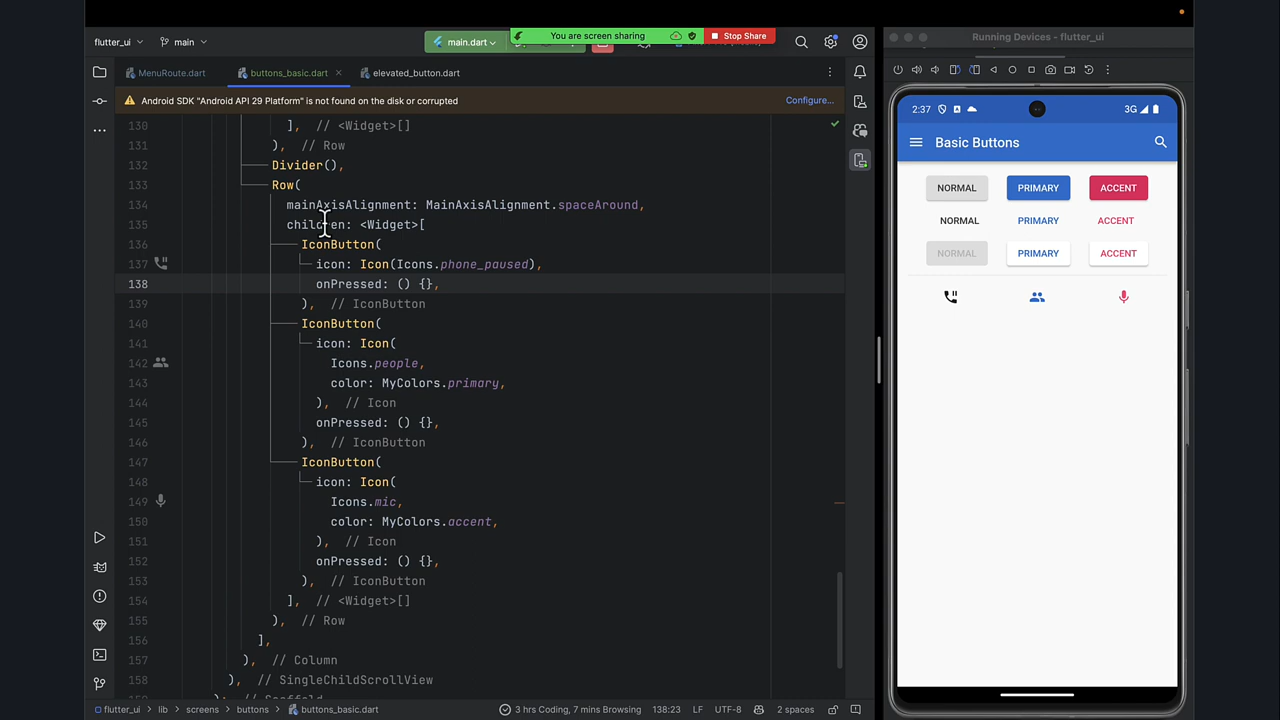 You are screen sharing
Stop Share
flutter_ui
main
main.dart
MenuRoute.dart
buttons_basic.dart
elevated_button.dart
Android SDK "Android API 29 Platform" is not found on the disk or corrupted
Configure...
130 ], // <Widget>[]
131 ), // Row
132 Divider(),
133 Row(
134 mainAxisAlignment: MainAxisAlignment.spaceAround,
135 children: <Widget>[
136 IconButton(
137 icon: Icon(Icons.phone_paused),
138 onPressed: () {},
139 ), // IconButton
140 IconButton(
141 icon: Icon(
142 Icons.people,
143 color: MyColors.primary,
144 ), // Icon
145 onPressed: () {},
146 ), // IconButton
147 IconButton(
148 icon: Icon(
149 Icons.mic,
150 color: MyColors.accent,
151 ), // Icon
152 onPressed: () {},
153 ), // IconButton
154 ], // <Widget>[]
155 ), // Row
156 ],
157 ), // Column
158 ), // SingleChildScrollView
flutter_ui
lib
screens
buttons
buttons_basic.dart
3 hrs Coding, 7 mins Browsing
138:23
LF
UTF-8
2 spaces
Running Devices - flutter_ui
2:37
3G
Basic Buttons
NORMAL PRIMARY ACCENT
NORMAL PRIMARY ACCENT
NORMAL PRIMARY ACCENT